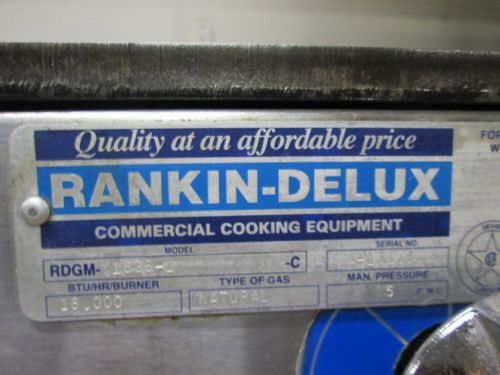 Quality at an affordable price
RANKIN-DELUX
COMMERCIAL COOKING EQUIPMENT
MODEL
SERIAL NO.
RDGM-
-C
BTU/HR/BURNER
TYPE OF GAS
MAN. PRESSURE
16,000
NATURAL
5
" W.C.
FOR
W